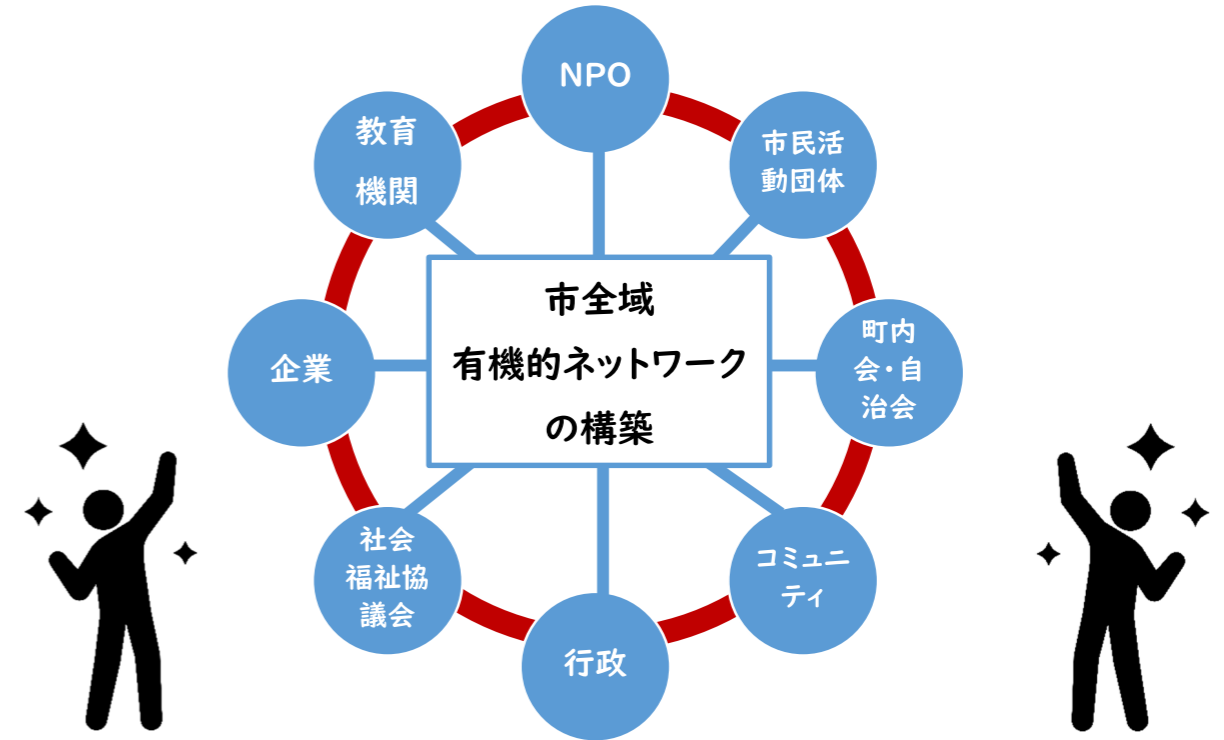 NPO
市民活
動団体
町内
会・自
治会
コミュニ
ティ
行政
社会
福祉協
議会
企業
教育
機関
市全域
有機的ネットワーク
の構築